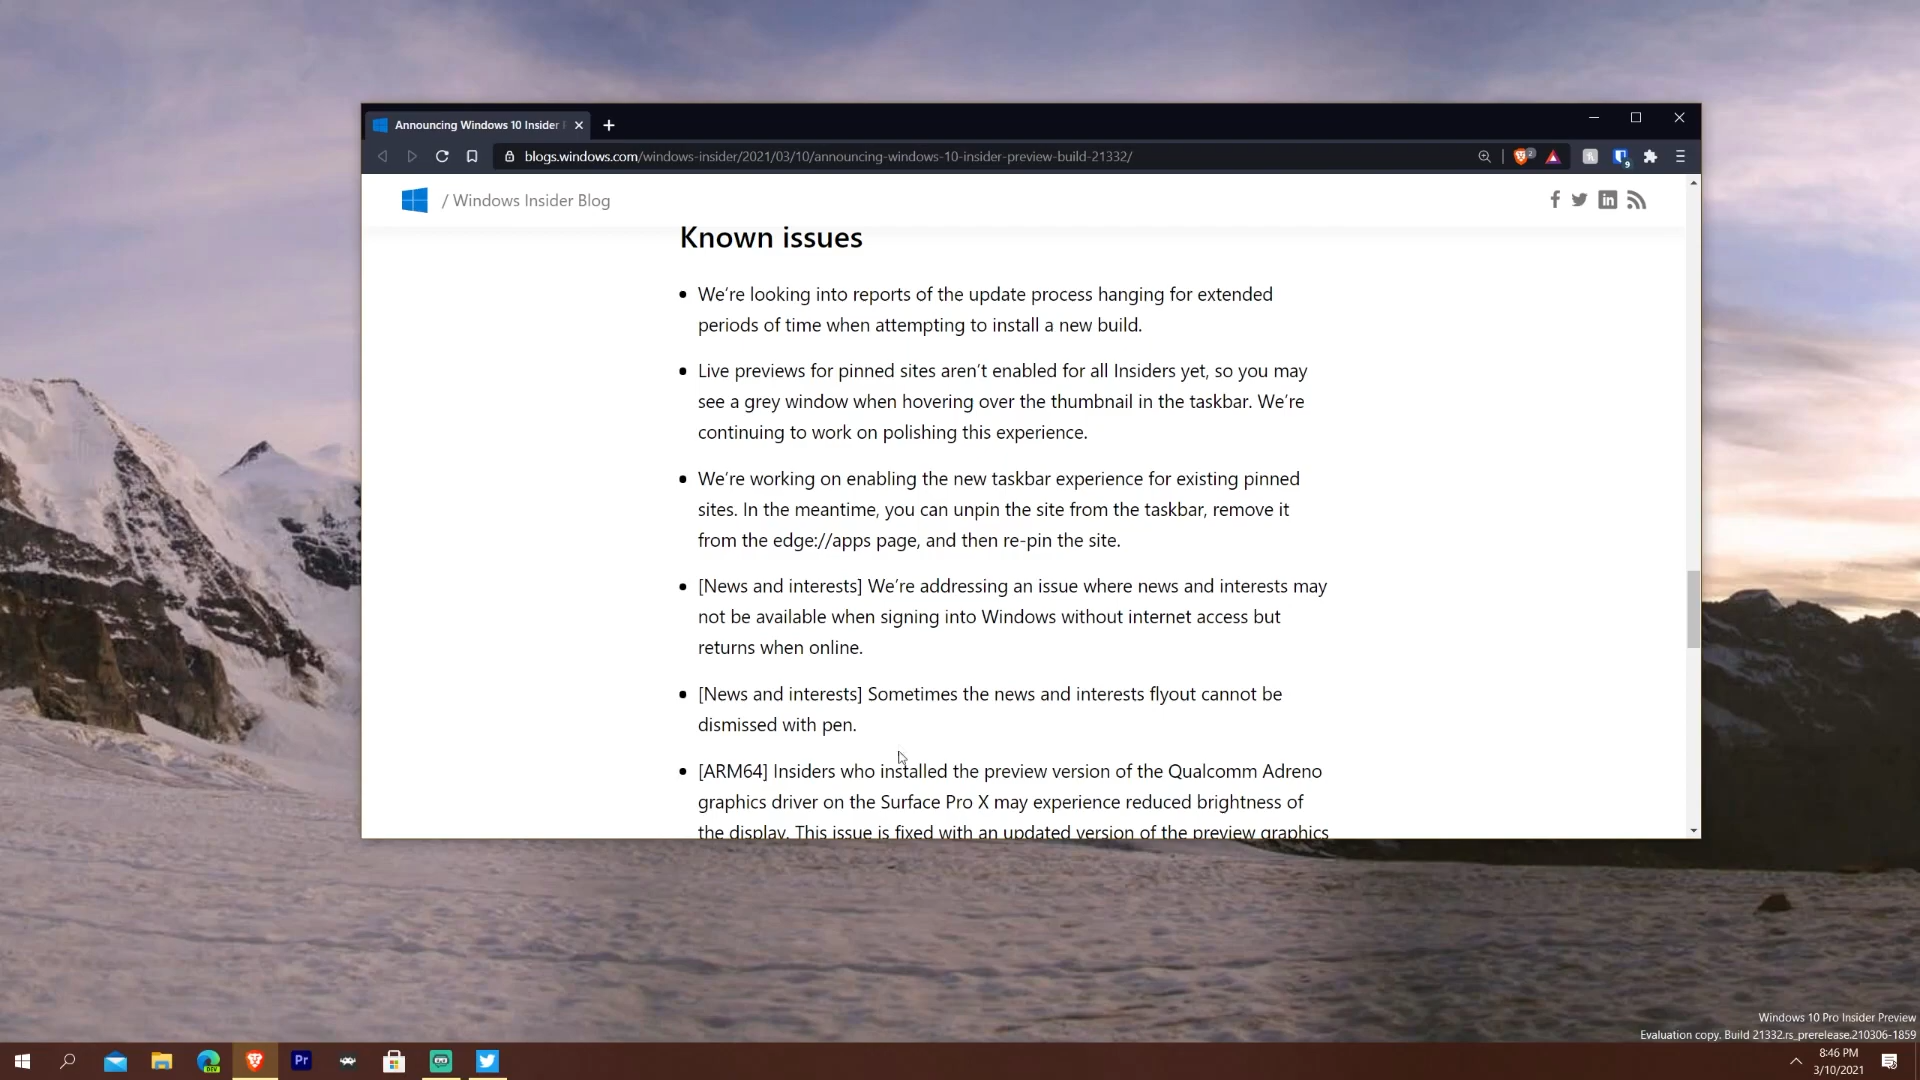 Announcing Windows 10 Insider
blogs.windows.com/windows-insider/2021/03/10/announcing-windows-10-insider-preview-build-21332/
2
9
/ Windows Insider Blog
Known issues
• We’re looking into reports of the update process hanging for extended
periods of time when attempting to install a new build.
• Live previews for pinned sites aren’t enabled for all Insiders yet, so you may
see a grey window when hovering over the thumbnail in the taskbar. We’re
continuing to work on polishing this experience.
• We’re working on enabling the new taskbar experience for existing pinned
sites. In the meantime, you can unpin the site from the taskbar, remove it
from the edge://apps page, and then re-pin the site.
• [News and interests] We’re addressing an issue where news and interests may
not be available when signing into Windows without internet access but
returns when online.
• [News and interests] Sometimes the news and interests flyout cannot be
dismissed with pen.
• [ARM64] Insiders who installed the preview version of the Qualcomm Adreno
graphics driver on the Surface Pro X may experience reduced brightness of
the display. This issue is fixed with an updated version of the preview graphics
Windows 10 Pro Insider Preview
Evaluation copy. Build 21332.rs_prerelease.210306-1859
DEV
Pr
8:46 PM
3/10/2021